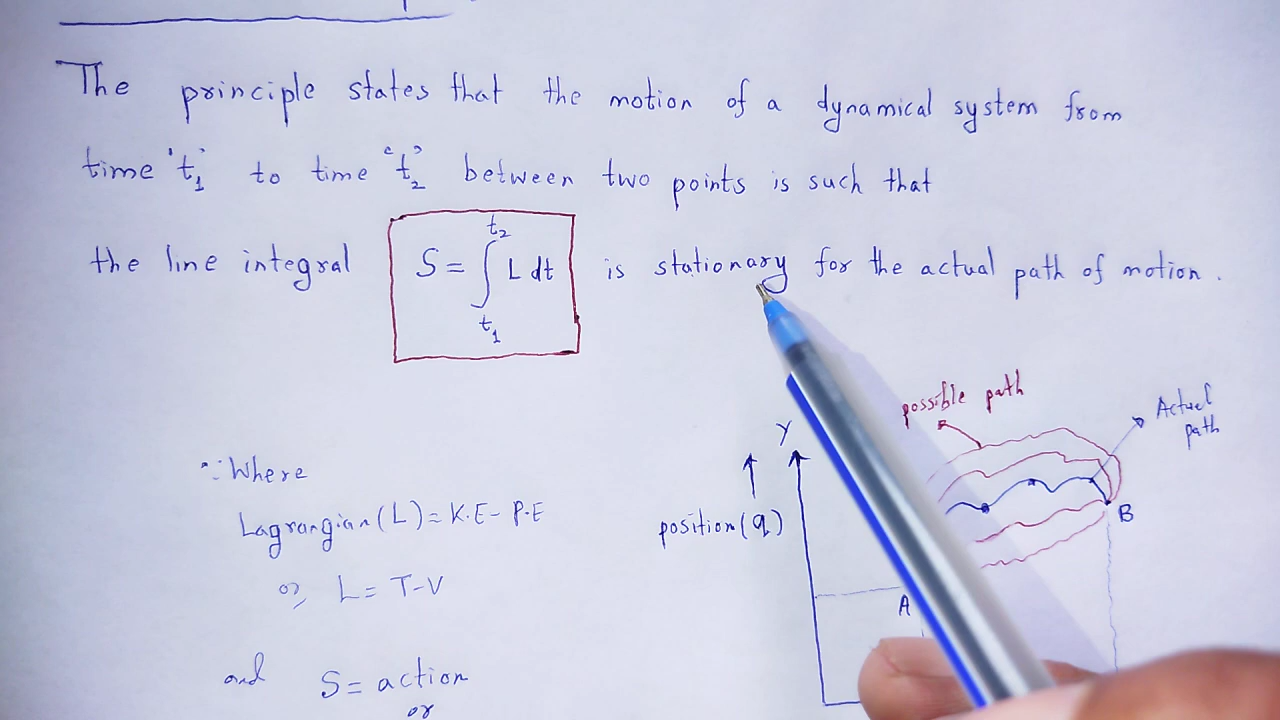 The principle states that the motion of a dynamical system from
time 't₁' to time 't₂' between two points is such that
the line integral S = ∫ₜ₁ᵗ² L dt is stationary for the actual path of motion.
possible path
Actual path
Y
∵ Where
Lagrangian (L) = K.E - P.E
position (q)
B
or, L = T-V
A
and S = action
or